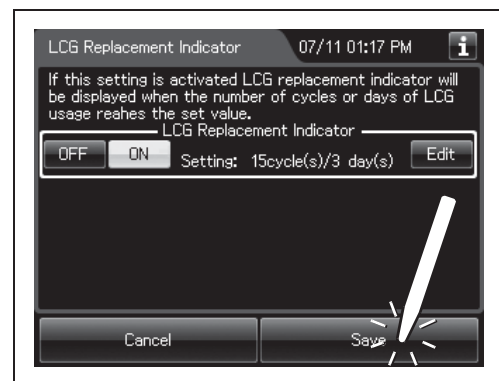 LCG Replacement Indicator 07/11 01:17 PM i
If this setting is activated LCG replacement indicator will
be displayed when the number of cycles or days of LCG
usage reahes the set value.
LCG Replacement Indicator
OFF ON Setting: 15cycle(s)/3 day(s) Edit
Cancel Save